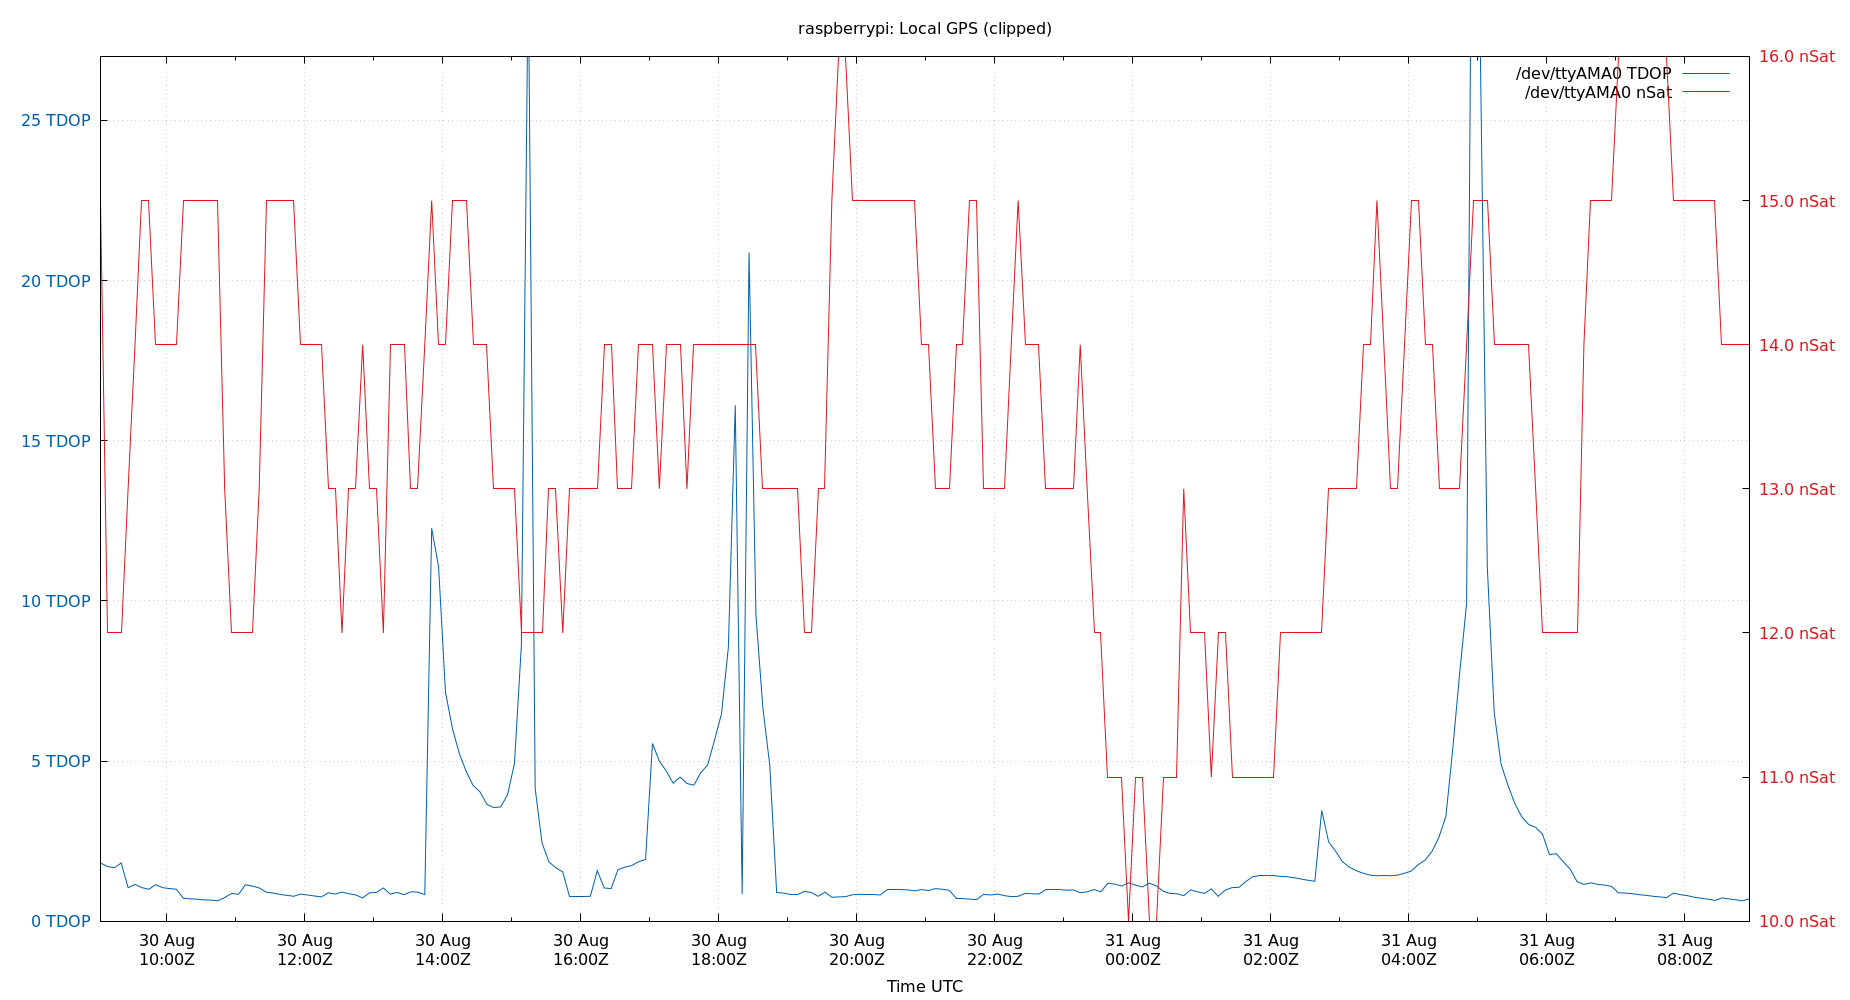 raspberrypi: Local GPS (clipped)
16.0 nSat
/dev/ttyAMA0 TDOP
/dev/ttyAMA0 nSat
25 TDOP
15.0 nSat
20 TDOP
14.0 nSat
15 TDOP
13.0 nSat
10 TDOP
12.0 nSat
5 TDOP
11.0 nSat
0 TDOP
10.0 nSat
30 Aug 30 Aug 30 Aug 30 Aug 30 Aug 30 Aug 30 Aug 31 Aug 31 Aug 31 Aug 31 Aug 31 Aug
10:00Z 12:00Z 14:00Z 16:00Z 18:00Z 20:00Z 22:00Z 00:00Z 02:00Z 04:00Z 06:00Z 08:00Z
Time UTC